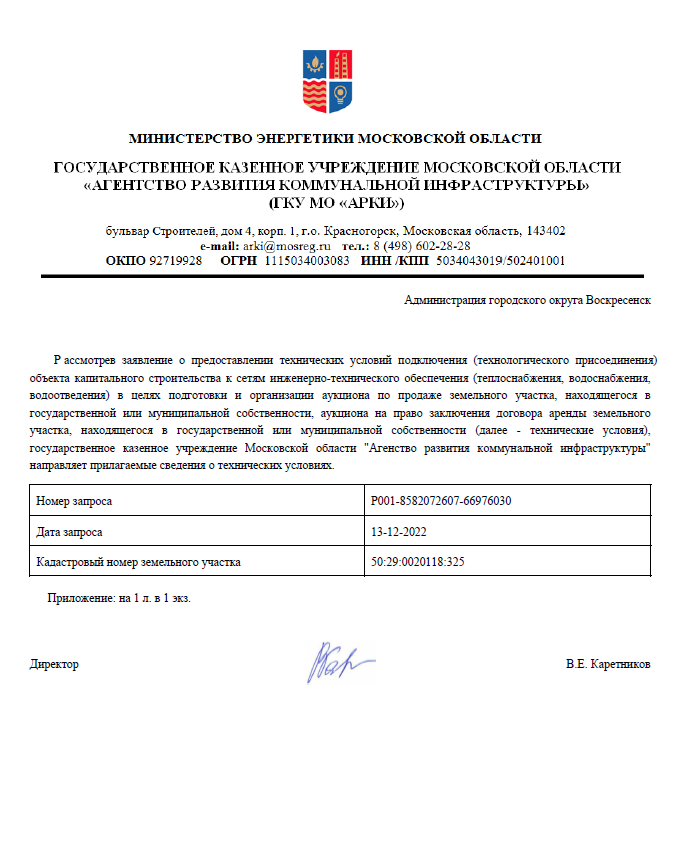 МИНИСТЕРСТВО ЭНЕРГЕТИКИ МОСКОВСКОЙ ОБЛАСТИ
ГОСУДАРСТВЕННОЕ КАЗЕННОЕ УЧРЕЖДЕНИЕ МОСКОВСКОЙ ОБЛАСТИ
«АГЕНТСТВО РАЗВИТИЯ КОММУНАЛЬНОЙ ИНФРАСТРУКТУРЫ»
(ГКУ МО «АРКИ»)
бульвар Строителей, дом 4, корп. 1, г.о. Красногорск, Московская область, 143402
e-mail: arki@mosreg.ru тел.: 8 (498) 602-28-28
ОКПО 92719928 ОГРН 1115034003083 ИНН /КПП 5034043019/502401001
Администрация городского округа Воскресенск
Р ассмотрев заявление о предоставлении технических условий подключения (технологического присоединения)
объекта капитального строительства к сетям инженерно-технического обеспечения (теплоснабжения, водоснабжения,
водоотведения) в целях подготовки и организации аукциона по продаже земельного участка, находящегося в
государственной или муниципальной собственности, аукциона на право заключения договора аренды земельного
участка, находящегося в государственной или муниципальной собственности (далее - технические условия),
государственное казенное учреждение Московской области "Агенство развития коммунальной инфраструктуры"
направляет прилагаемые сведения о технических условиях.
Номер запроса P001-8582072607-66976030
Дата запроса 13-12-2022
Кадастровый номер земельного участка 50:29:0020118:325
Приложение: на 1 л. в 1 экз.
Директор В.Е. Каретников